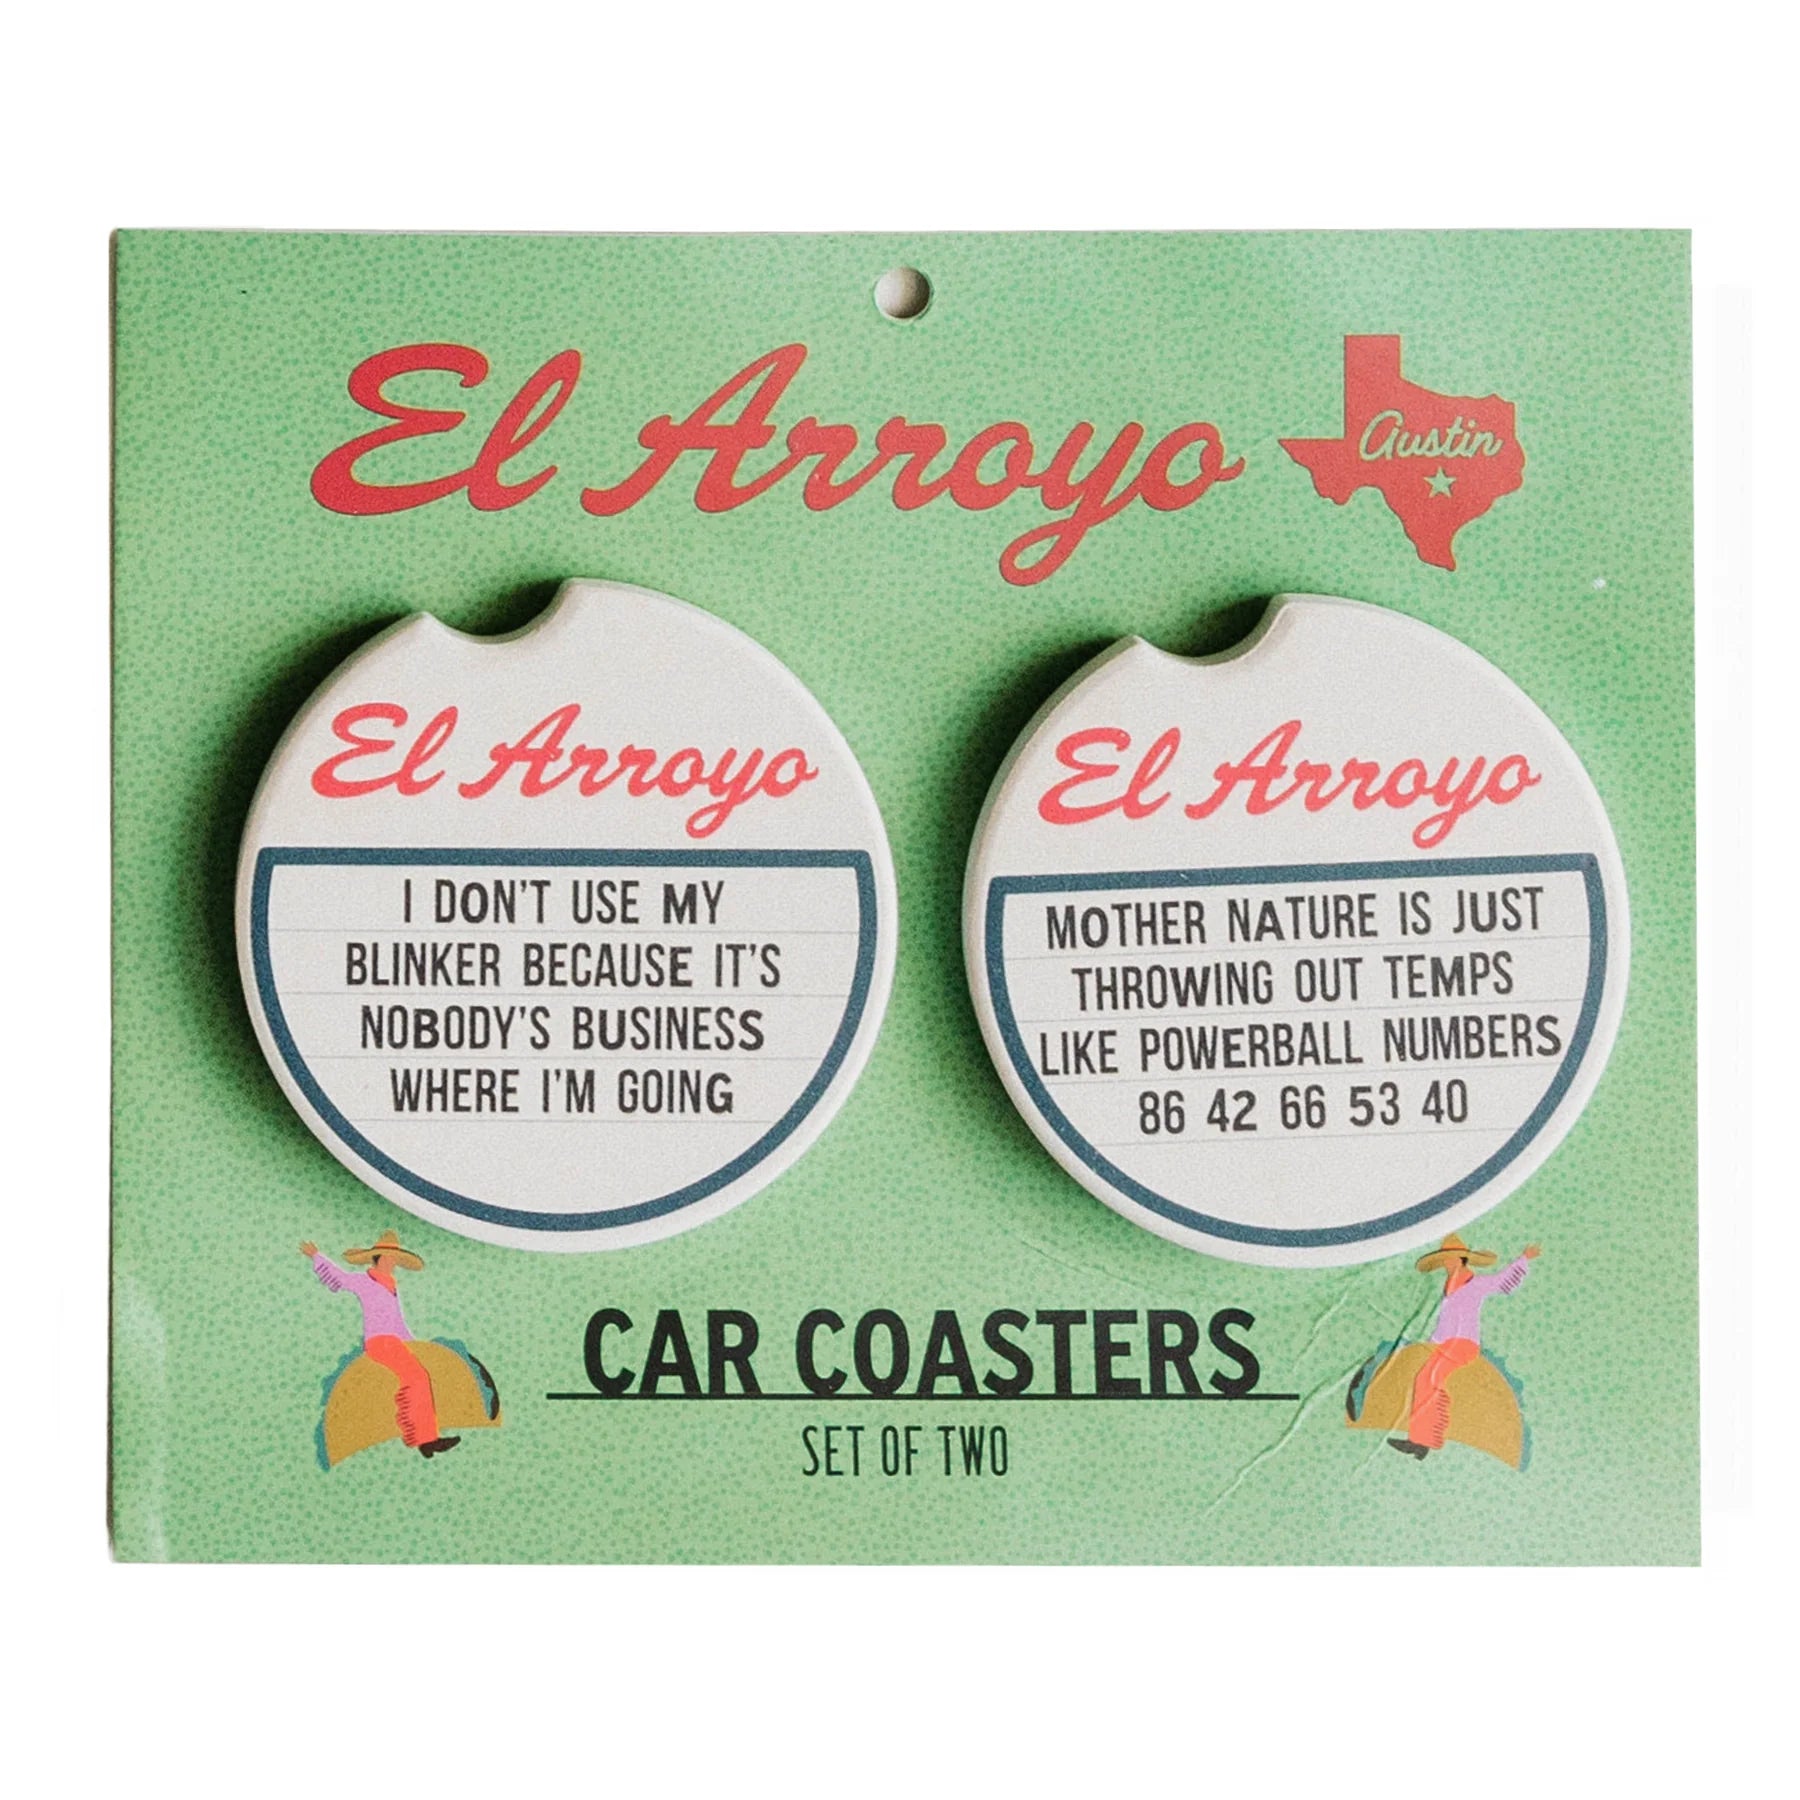 El Arroyo
Austin
El Arroyo
I DON'T USE MY
BLINKER BECAUSE IT'S
NOBODY'S BUSINESS
WHERE I'M GOING
El Arroyo
MOTHER NATURE IS JUST
THROWING OUT TEMPS
LIKE POWERBALL NUMBERS
86 42 66 53 40
CAR COASTERS
SET OF TWO